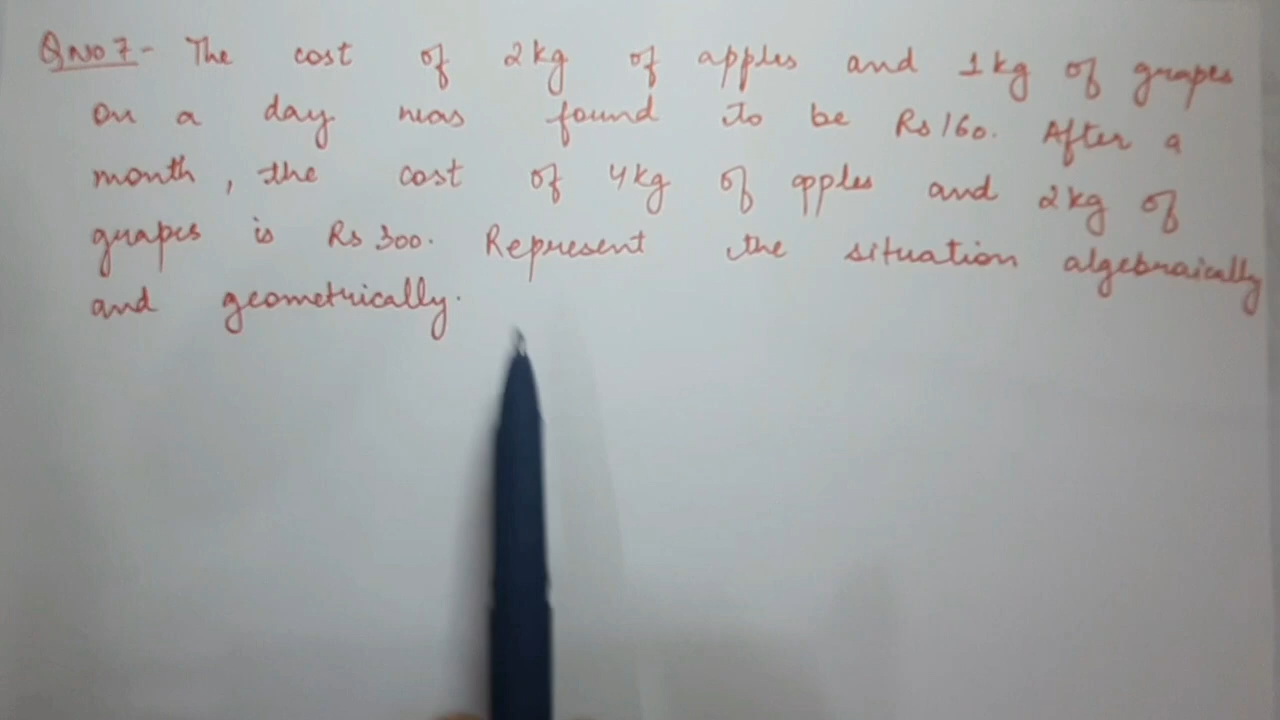 QNo 7- The cost of 2kg of apples and 1kg of grapes
on a day was found to be Rs 160. After a
month, the cost of 4kg of apples and 2kg of
grapes is Rs 300. Represent the situation algebraically
and geometrically.